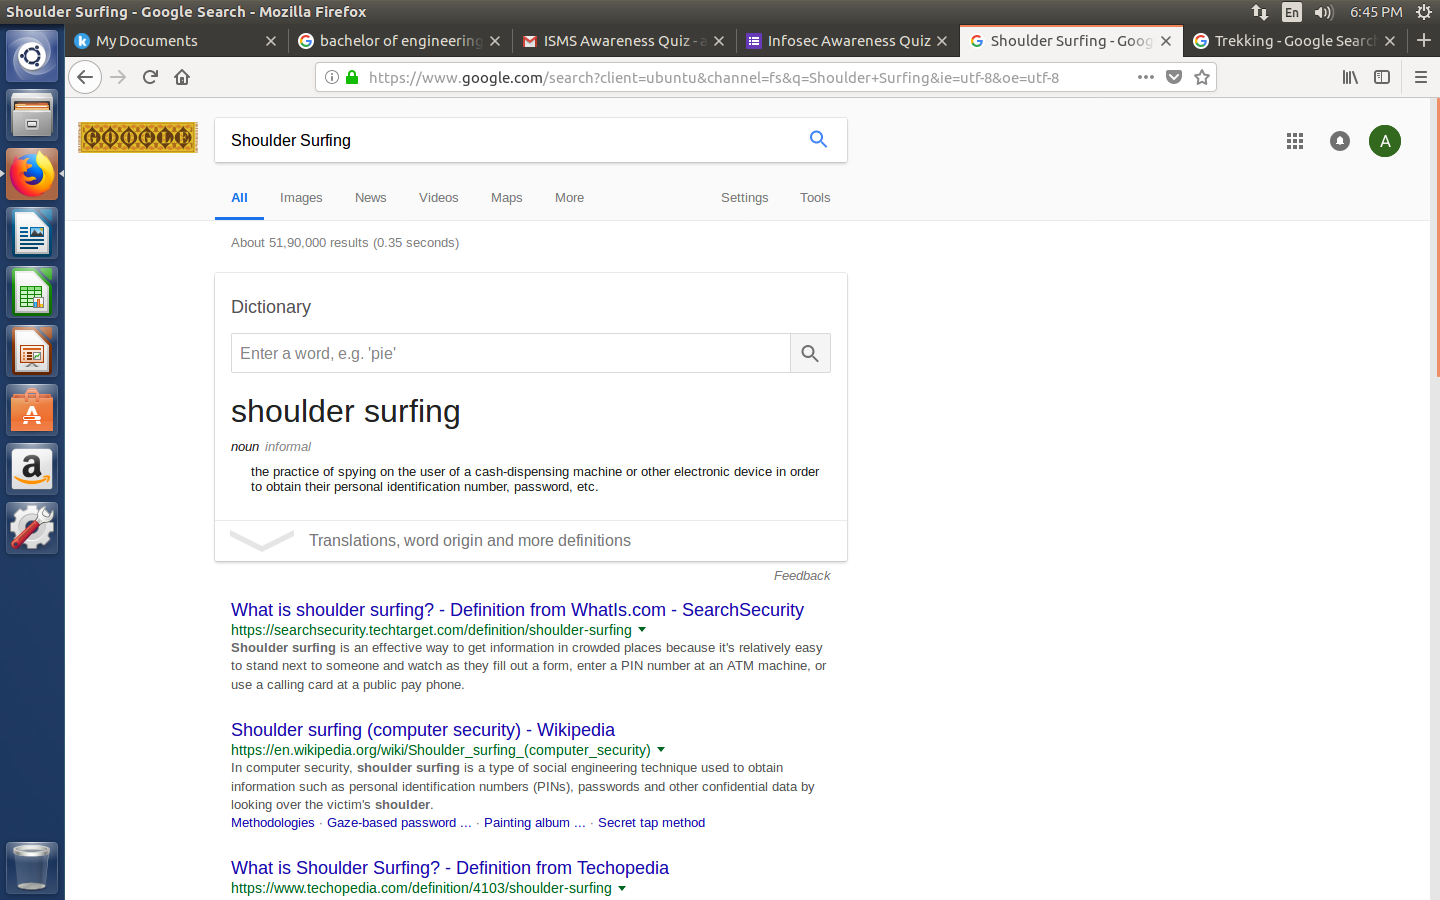 Shoulder Surfing - Google Search - Mozilla Firefox
En
6:45 PM
My Documents
bachelor of engineering
ISMS Awareness Quiz - a
Infosec Awareness Quiz
Shoulder Surfing - Goog
Trekking - Google Search
https://www.google.com/search?client=ubuntu&channel=fs&q=Shoulder+Surfing&ie=utf-8&oe=utf-8
GOOGLE
Shoulder Surfing
A
All
Images
News
Videos
Maps
More
Settings
Tools
About 51,90,000 results (0.35 seconds)
Dictionary
Enter a word, e.g. 'pie'
shoulder surfing
noun informal
the practice of spying on the user of a cash-dispensing machine or other electronic device in order
to obtain their personal identification number, password, etc.
Translations, word origin and more definitions
Feedback
What is shoulder surfing? - Definition from WhatIs.com - SearchSecurity
https://searchsecurity.techtarget.com/definition/shoulder-surfing
Shoulder surfing is an effective way to get information in crowded places because it's relatively easy
to stand next to someone and watch as they fill out a form, enter a PIN number at an ATM machine, or
use a calling card at a public pay phone.
Shoulder surfing (computer security) - Wikipedia
https://en.wikipedia.org/wiki/Shoulder_surfing_(computer_security)
In computer security, shoulder surfing is a type of social engineering technique used to obtain
information such as personal identification numbers (PINs), passwords and other confidential data by
looking over the victim's shoulder.
Methodologies · Gaze-based password ... · Painting album ... · Secret tap method
What is Shoulder Surfing? - Definition from Techopedia
https://www.techopedia.com/definition/4103/shoulder-surfing